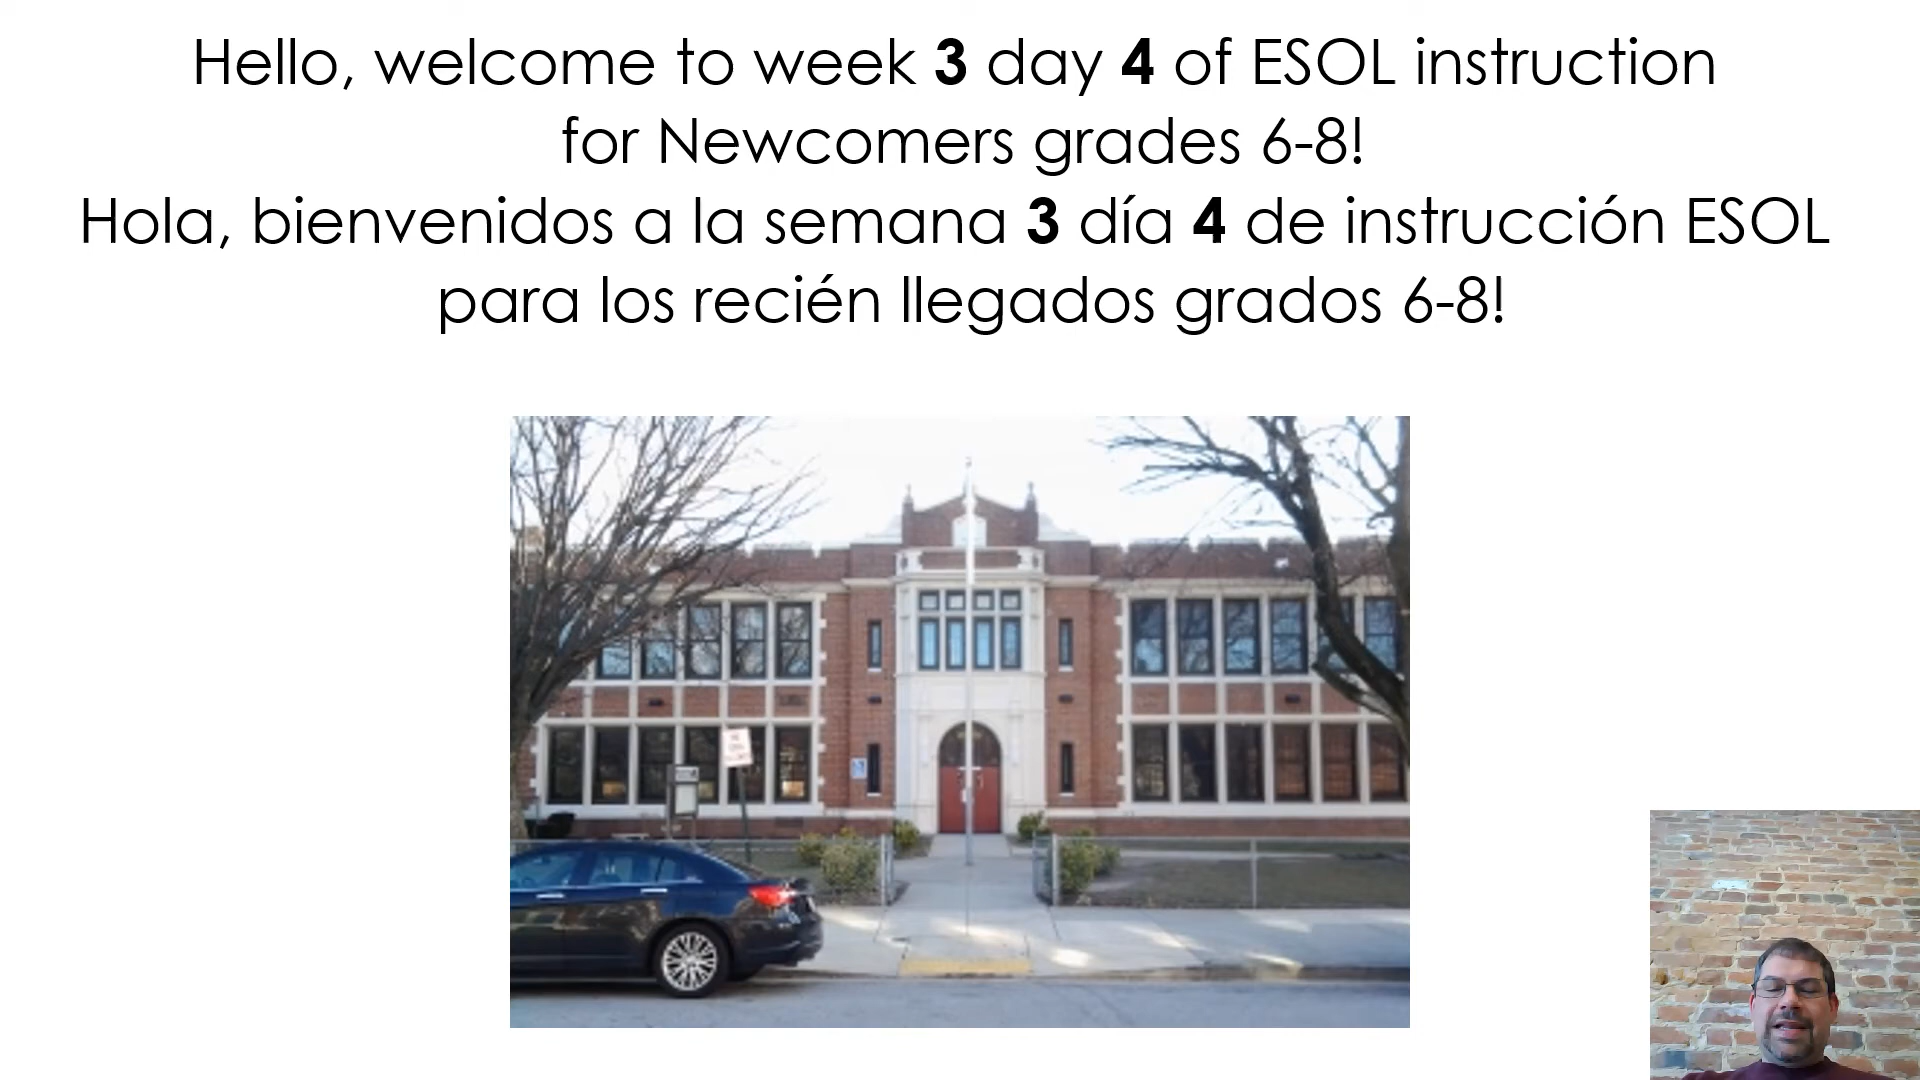 Hello, welcome to week 3 day 4 of ESOL instruction
for Newcomers grades 6-8!
Hola, bienvenidos a la semana 3 día 4 de instrucción ESOL
para los recién llegados grados 6-8!